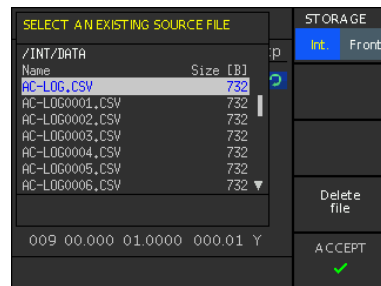 SELECT AN EXISTING SOURCE FILE
/INT/DATA
Name Size [B]
AC-LOG.CSV 732
AC-LOG0001.CSV 732
AC-LOG0002.CSV 732
AC-LOG0003.CSV 732
AC-LOG0004.CSV 732
AC-LOG0005.CSV 732
AC-LOG0006.CSV 732
009 00.000 01.0000 000.01 Y
STORAGE
Int. Front
Delete
file
ACCEPT